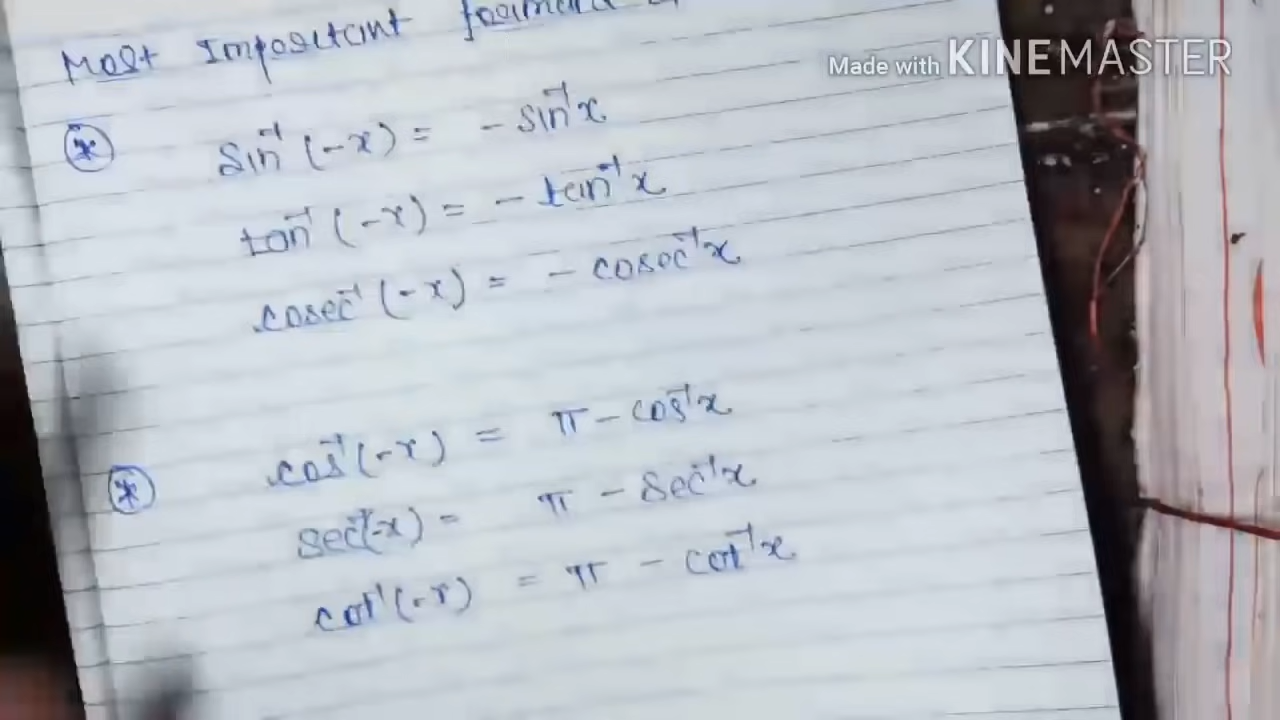 Most Important
Made with KINEMASTER
* sin⁻¹(-x) = - sin⁻¹x
tan⁻¹(-x) = - tan⁻¹x
cosec⁻¹(-x) = - cosec⁻¹x
* cos⁻¹(-x) = π - cos⁻¹x
sec⁻¹(-x) = π - sec⁻¹x
cot⁻¹(-x) = π - cot⁻¹x